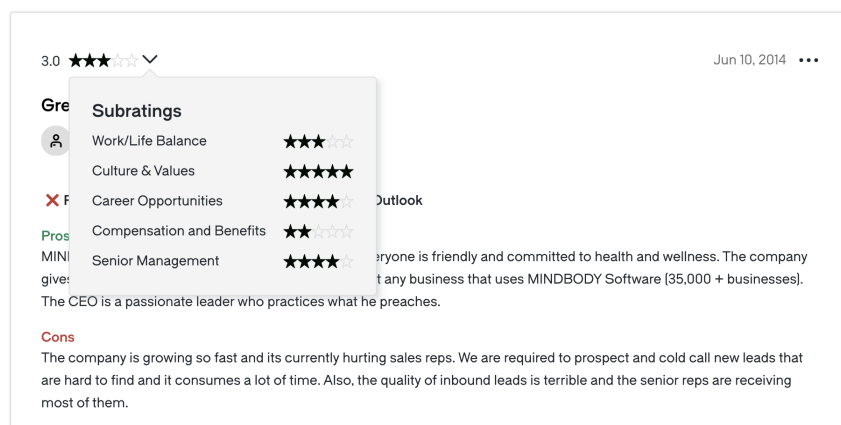 3.0
Jun 10, 2014
Gre
Subratings
Work/Life Balance
Culture & Values
Career Opportunities
Compensation and Benefits
Senior Management
Outlook
Pros
MIN eryone is friendly and committed to health and wellness. The company
gives t any business that uses MINDBODY Software (35,000 + businesses).
The CEO is a passionate leader who practices what he preaches.
Cons
The company is growing so fast and its currently hurting sales reps. We are required to prospect and cold call new leads that
are hard to find and it consumes a lot of time. Also, the quality of inbound leads is terrible and the senior reps are receiving
most of them.